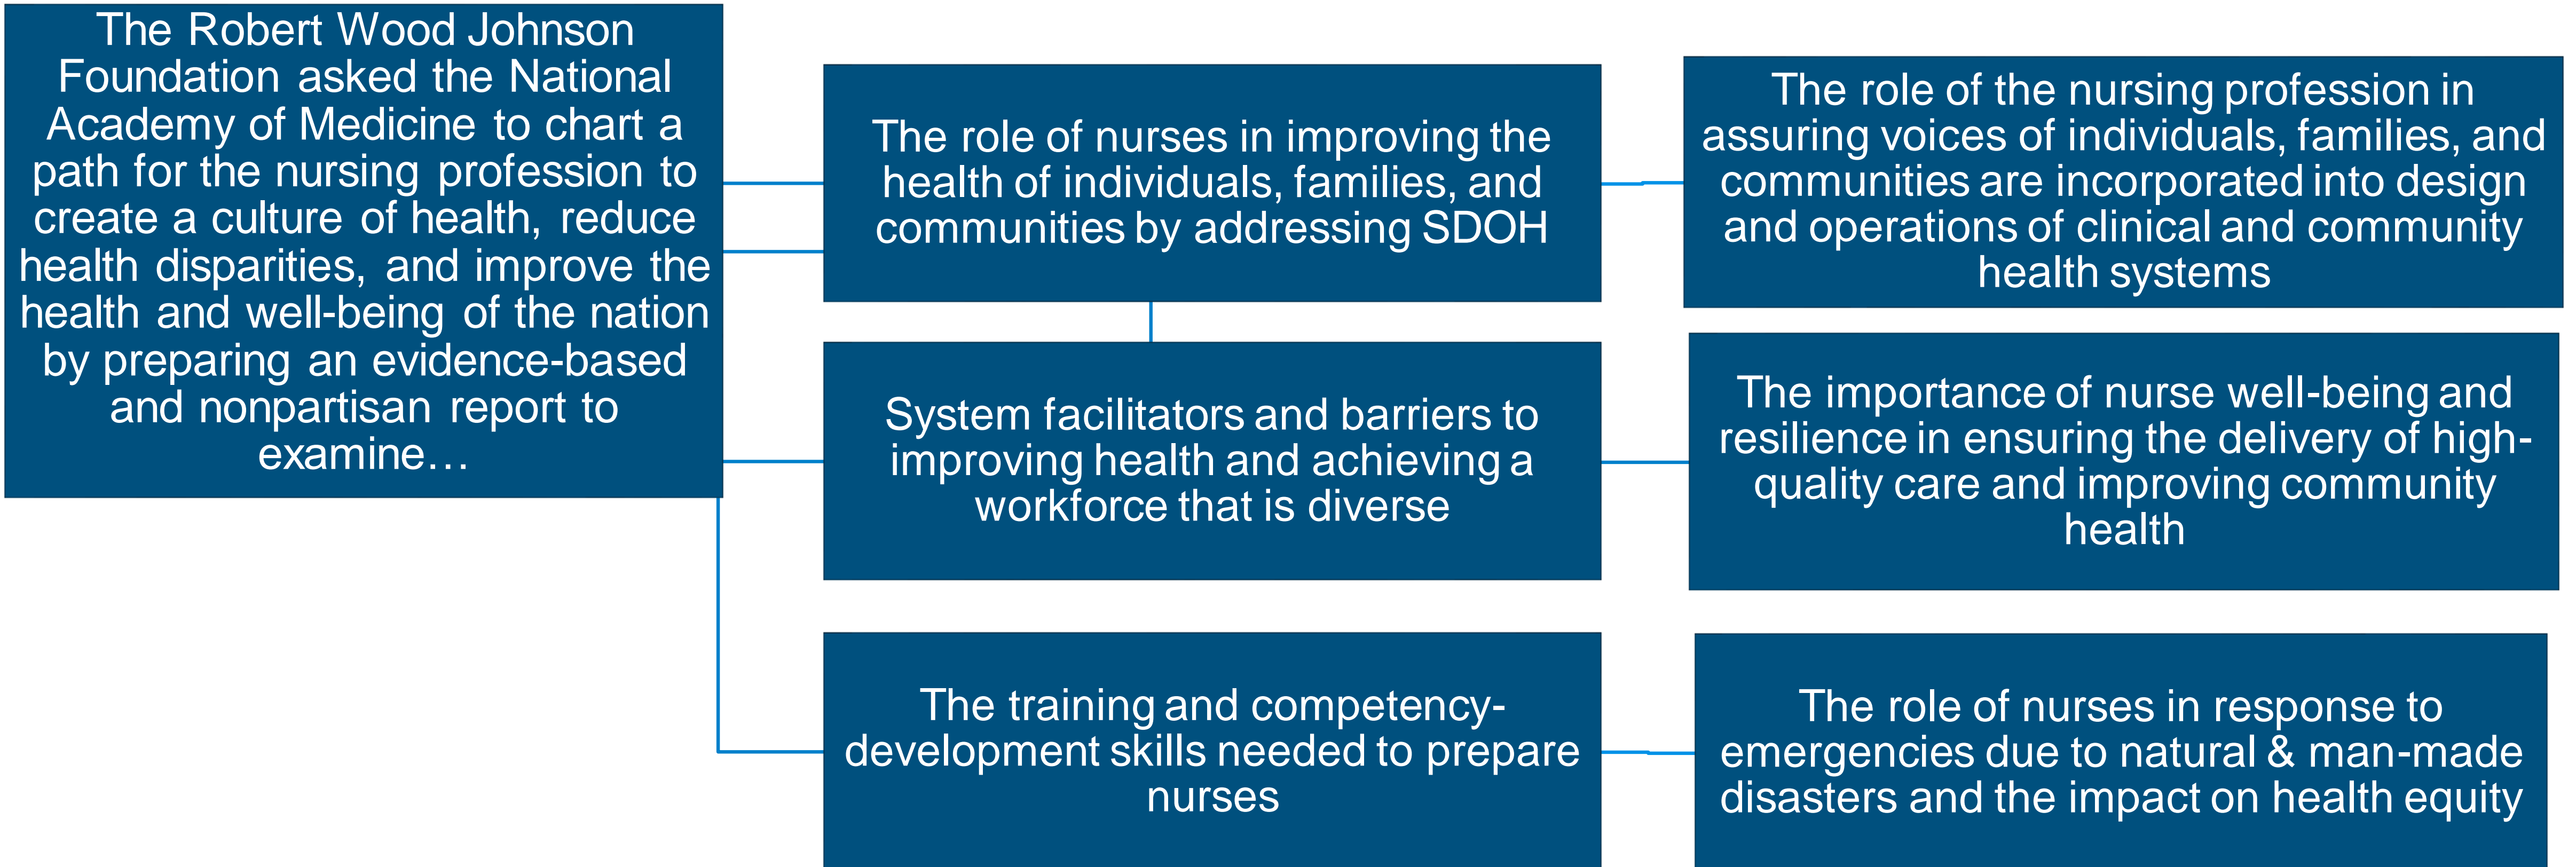 The Robert Wood Johnson
Foundation asked the National
Academy of Medicine to chart a
path for the nursing profession to
create a culture of health, reduce
health disparities, and improve the
health and well-being of the nation
by preparing an evidence-based
and nonpartisan report to
examine…
The role of nurses in improving the
health of individuals, families, and
communities by addressing SDOH
The role of the nursing profession in
assuring voices of individuals, families, and
communities are incorporated into design
and operations of clinical and community
health systems
System facilitators and barriers to
improving health and achieving a
workforce that is diverse
The importance of nurse well-being and
resilience in ensuring the delivery of high-
quality care and improving community
health
The training and competency-
development skills needed to prepare
nurses
The role of nurses in response to
emergencies due to natural & man-made
disasters and the impact on health equity